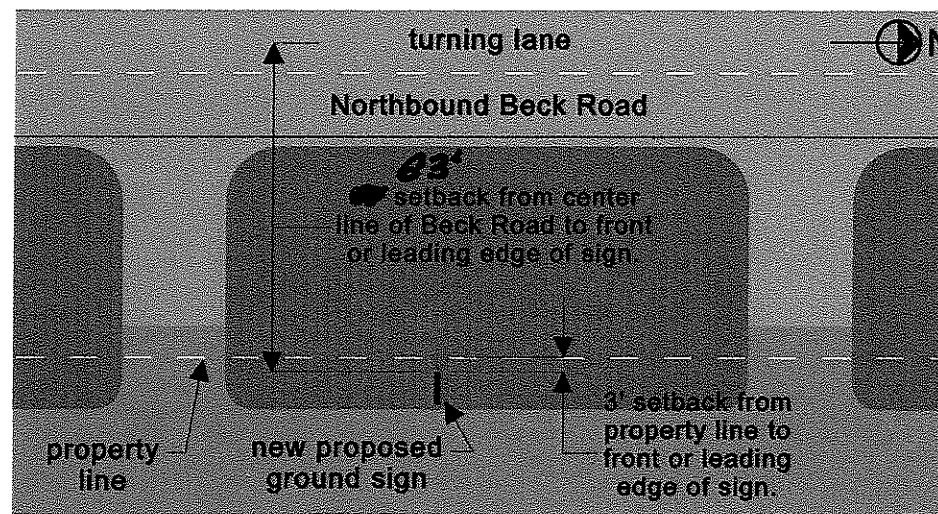 turning lane
N
Northbound Beck Road
63'
setback from center
line of Beck Road to front
or leading edge of sign.
property
line
new proposed
ground sign
3' setback from
property line to
front or leading
edge of sign.